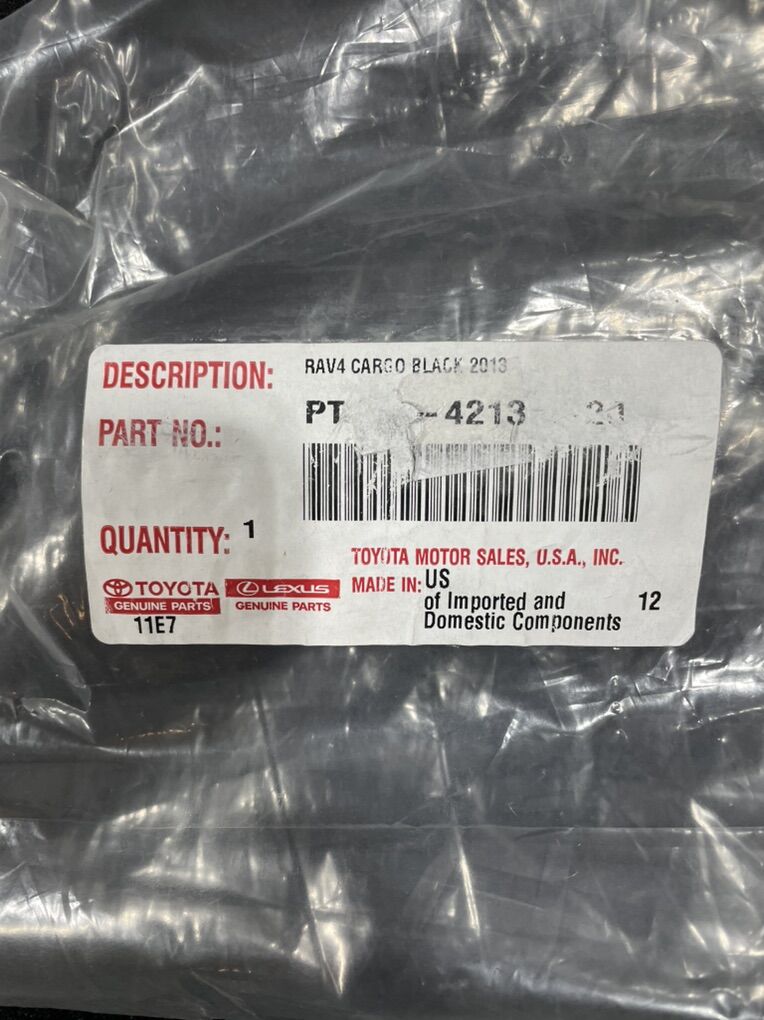 DESCRIPTION: RAV4 CARGO BLACK 2013
PART NO.:
QUANTITY: 1
TOYOTA MOTOR SALES, U.S.A., INC.
TOYOTA LEXUS MADE IN: US
GENUINE PARTS GENUINE PARTS of Imported and 12
11E7 Domestic Components